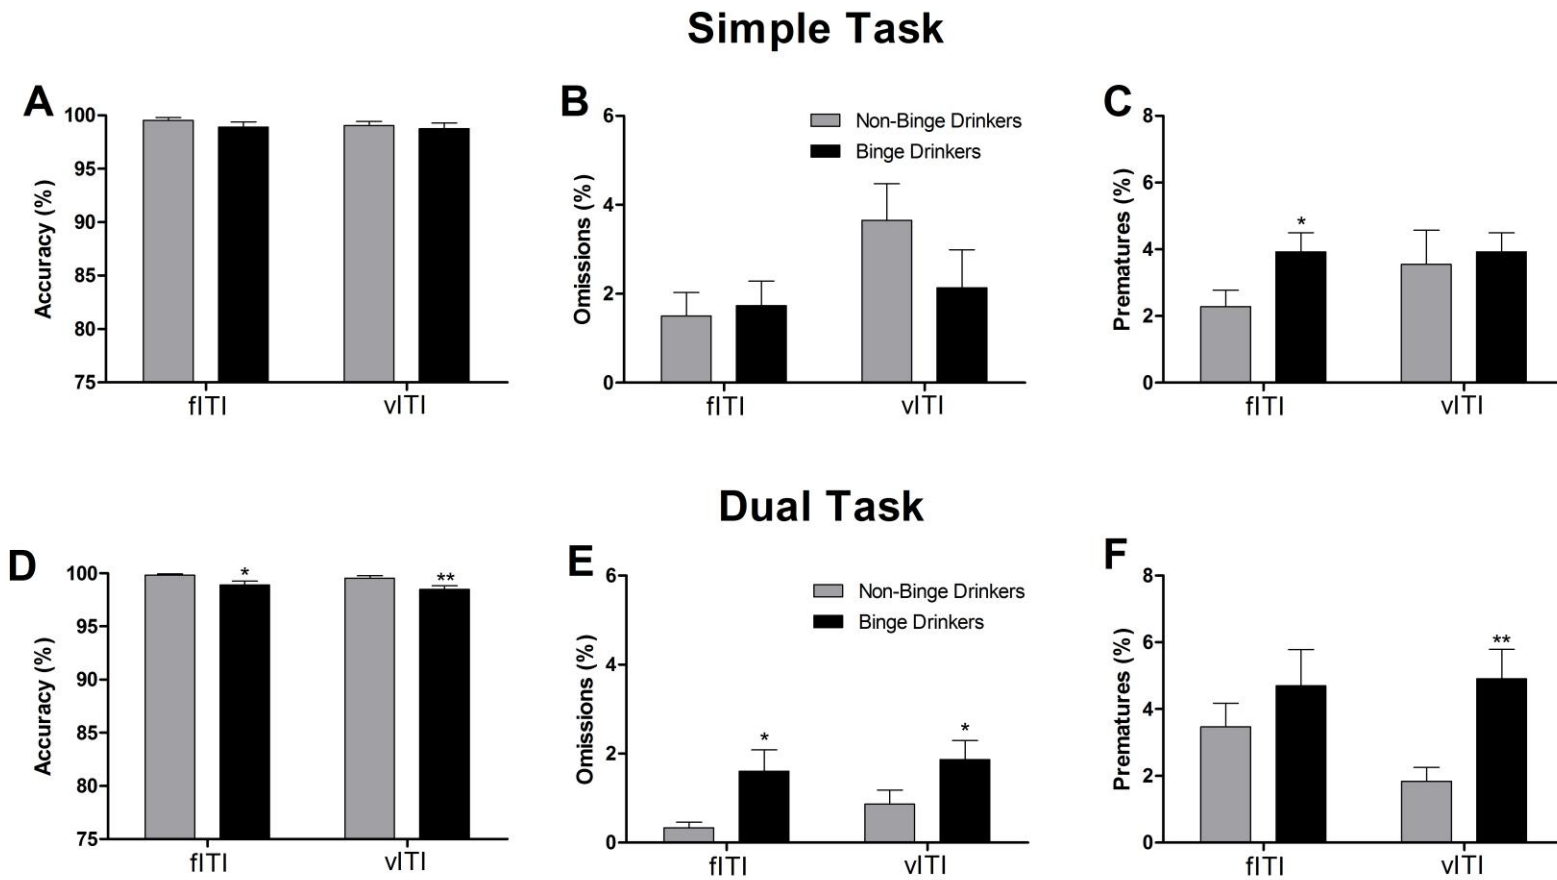 Simple Task
A
Accuracy (%)
100
95
90
85
80
75
fITI
vITI
B
Omissions (%)
6
4
2
0
Non-Binge Drinkers
Binge Drinkers
fITI
vITI
C
Prematures (%)
8
6
4
2
0
*
fITI
vITI
Dual Task
D
Accuracy (%)
100
95
90
85
80
75
*
**
fITI
vITI
E
Omissions (%)
6
4
2
0
Non-Binge Drinkers
Binge Drinkers
*
*
fITI
vITI
F
Prematures (%)
8
6
4
2
0
**
fITI
vITI